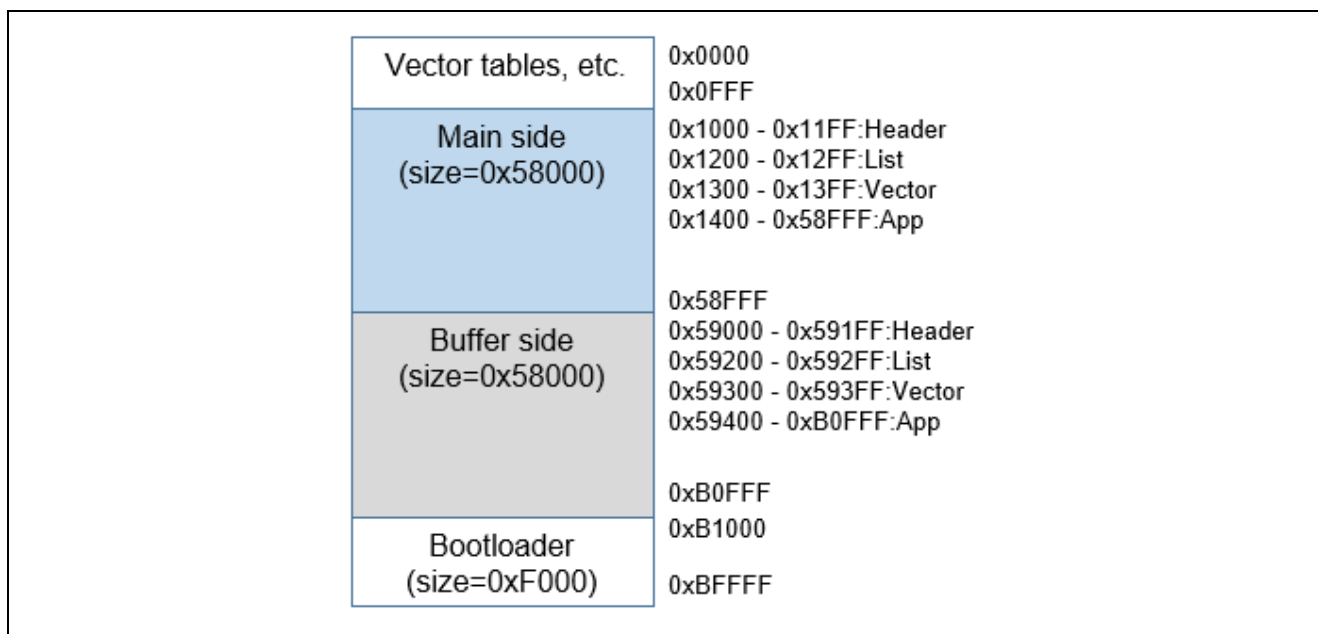 Vector tables, etc.
0x0000
0x0FFF
Main side
(size=0x58000)
0x1000 - 0x11FF:Header
0x1200 - 0x12FF:List
0x1300 - 0x13FF:Vector
0x1400 - 0x58FFF:App
0x58FFF
Buffer side
(size=0x58000)
0x59000 - 0x591FF:Header
0x59200 - 0x592FF:List
0x59300 - 0x593FF:Vector
0x59400 - 0xB0FFF:App
0xB0FFF
Bootloader
(size=0xF000)
0xB1000
0xBFFFF